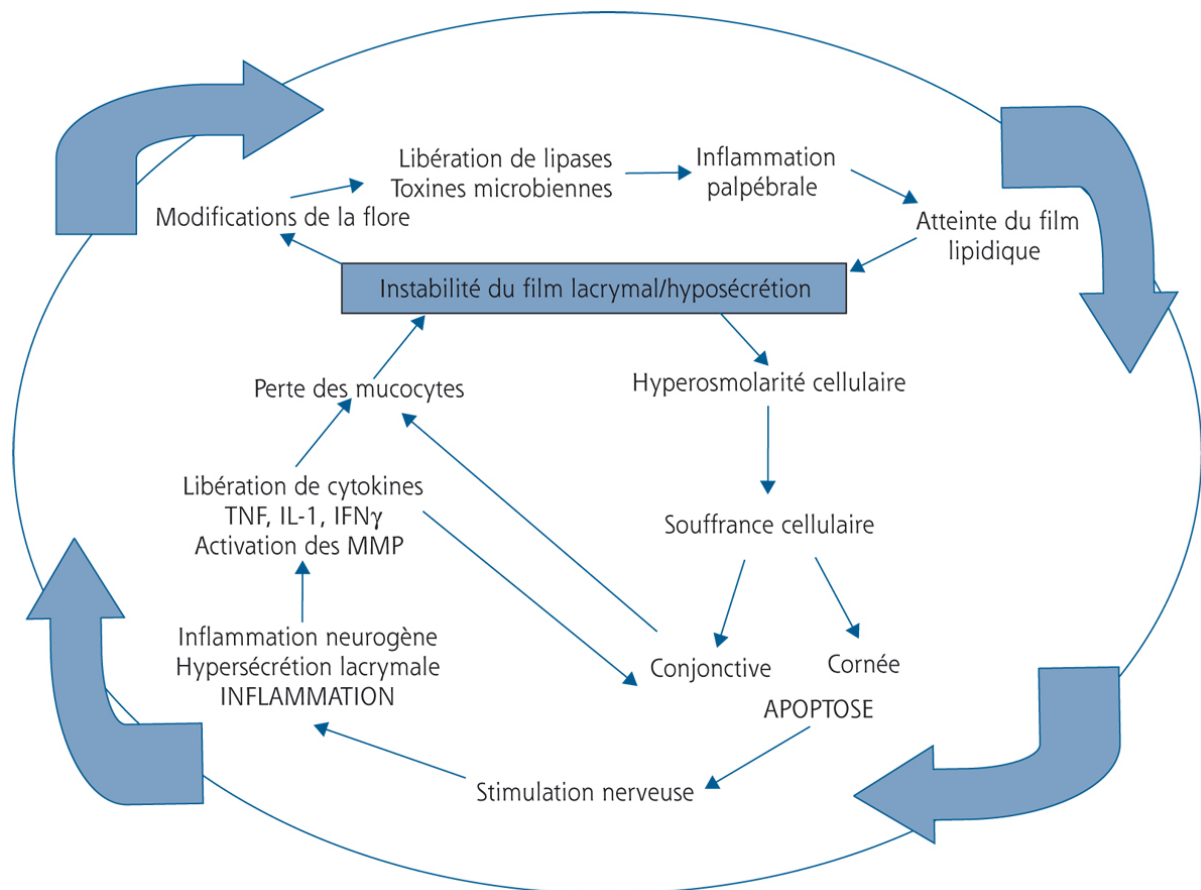 Libération de lipases
Toxines microbiennes
Inflammation
palpébrale
Modifications de la flore
Atteinte du film
lipidique
Instabilité du film lacrymal/hyposécrétion
Perte des mucocytes
Hyperosmolarité cellulaire
Libération de cytokines
TNF, IL-1, IFNγ
Activation des MMP
Souffrance cellulaire
Inflammation neurogène
Hypersécrétion lacrymale
INFLAMMATION
Conjonctive
Cornée
APOPTOSE
Stimulation nerveuse